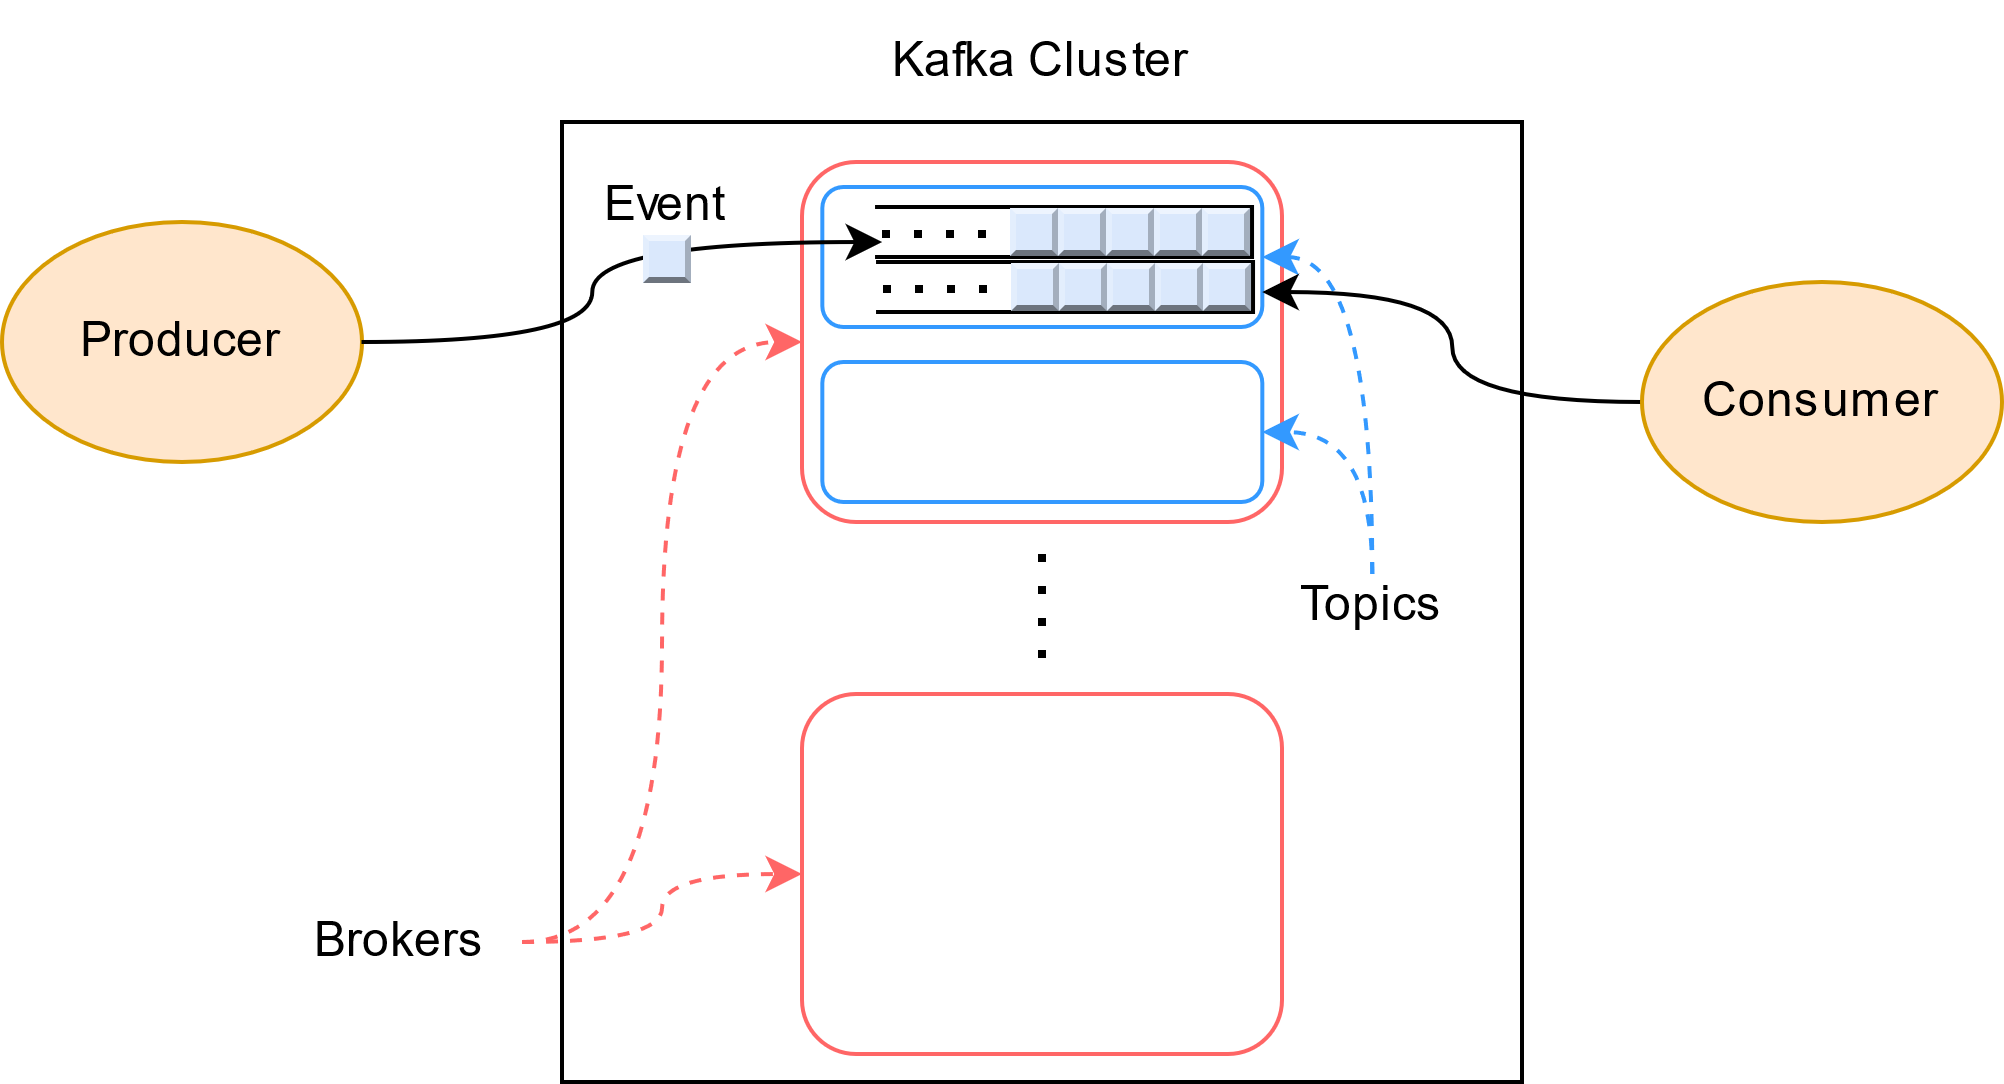 Kafka Cluster
Event
Producer
Consumer
Topics
Brokers